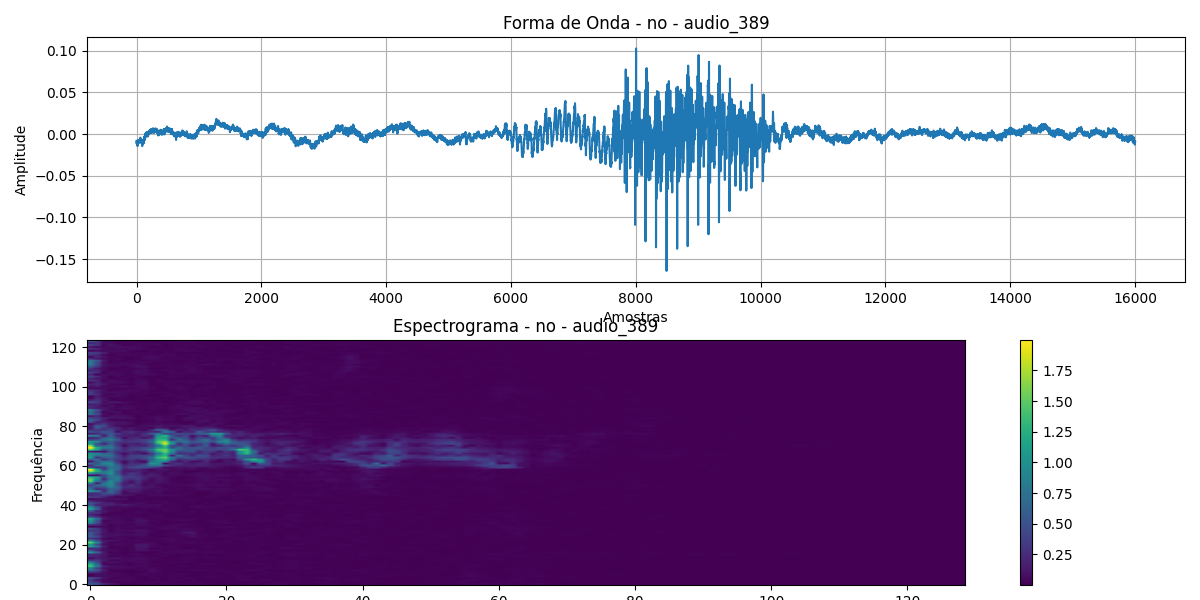 Forma de Onda - no - audio_389
Amplitude
0.10
0.05
0.00
−0.05
−0.10
−0.15
0 2000 4000 6000 8000 10000 12000 14000 16000
Amostras
Espectrograma - no - audio_389
Frequência
120
100
80
60
40
20
0
0 20 40 60 80 100 120
1.75
1.50
1.25
1.00
0.75
0.50
0.25